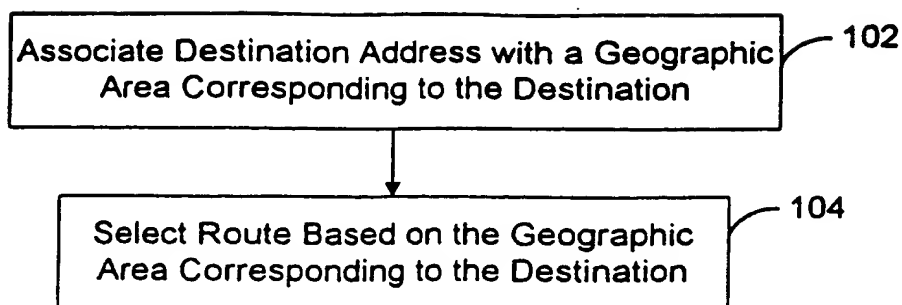 Associate Destination Address with a Geographic
Area Corresponding to the Destination
102
Select Route Based on the Geographic
Area Corresponding to the Destination
104